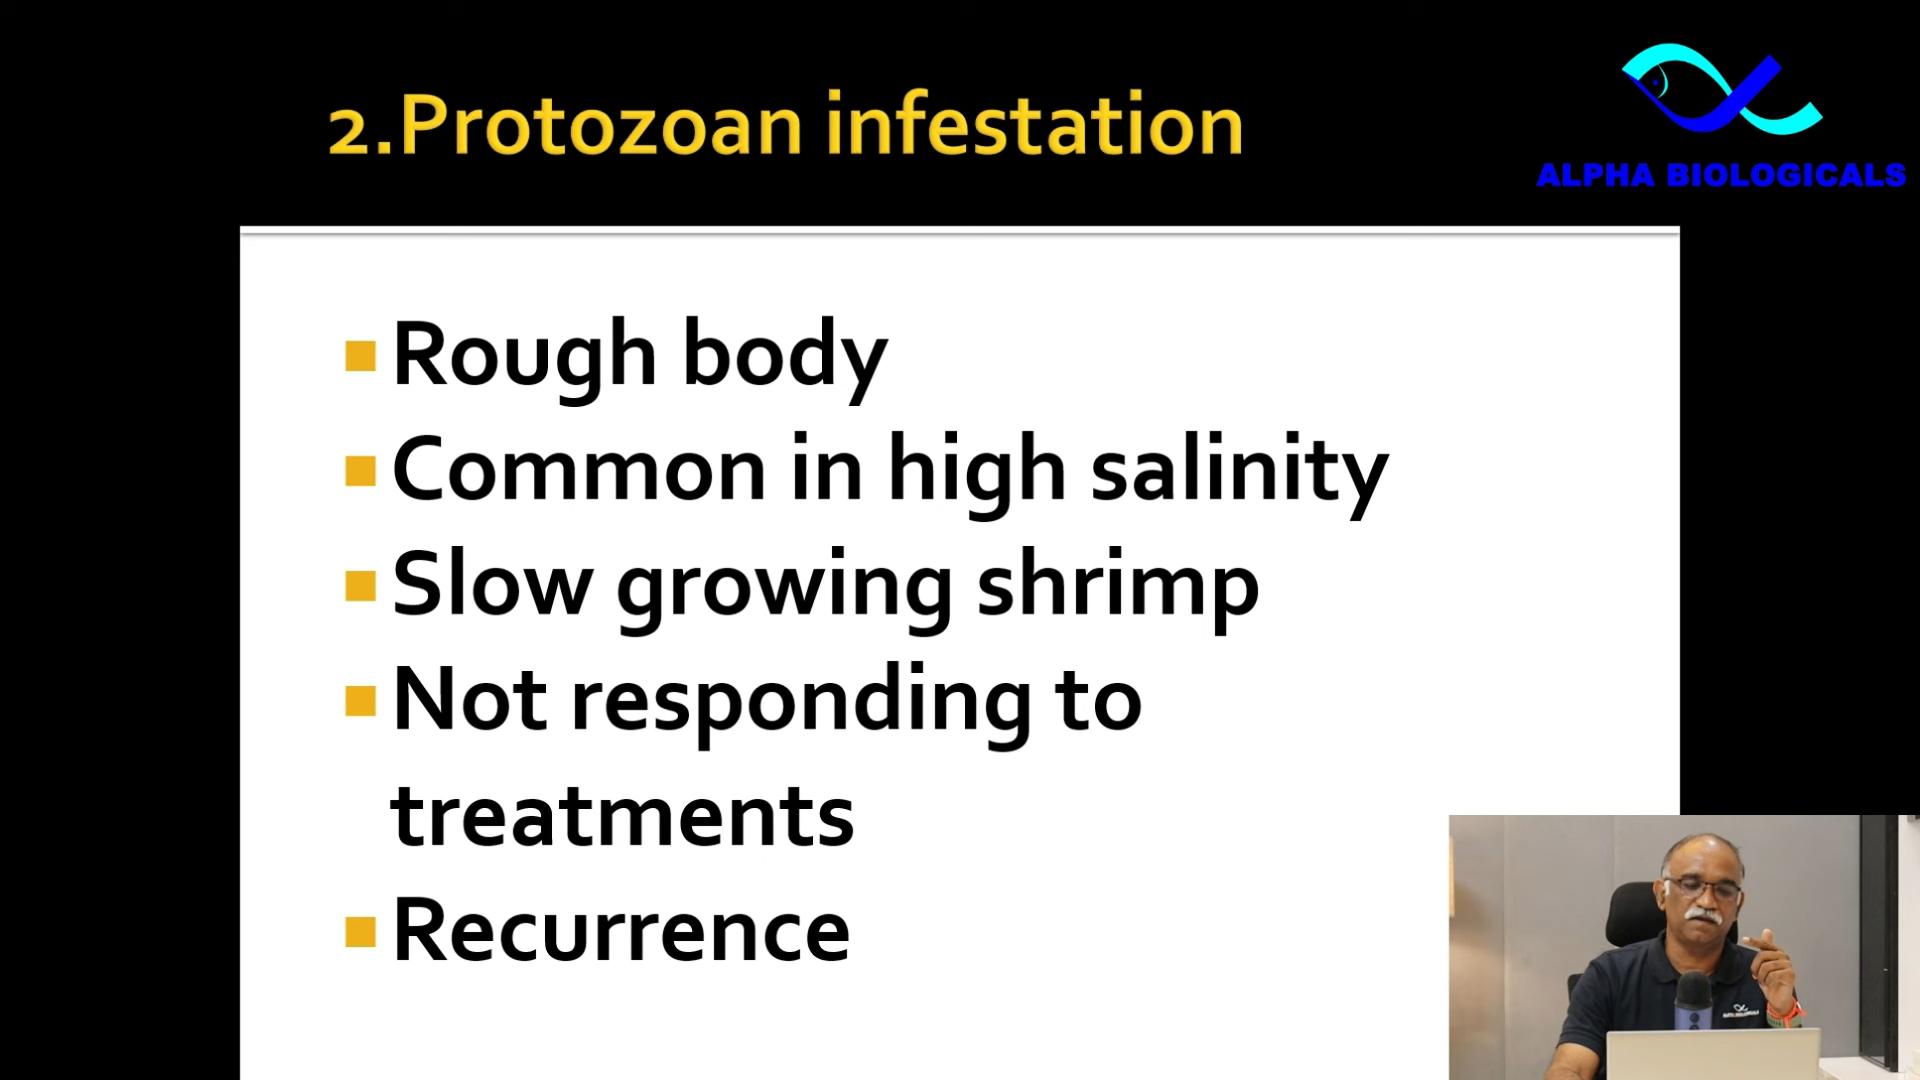 2.Protozoan infestation
ALPHA BIOLOGICALS
Rough body
Common in high salinity
Slow growing shrimp
Not responding to
treatments
Recurrence